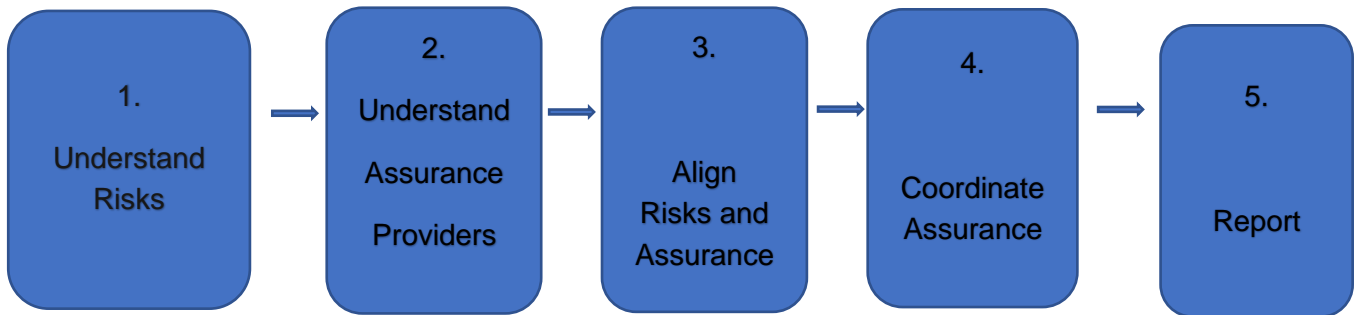 1.
Understand
Risks
2.
Understand
Assurance
Providers
3.
Align
Risks and
Assurance
4.
Coordinate
Assurance
5.
Report